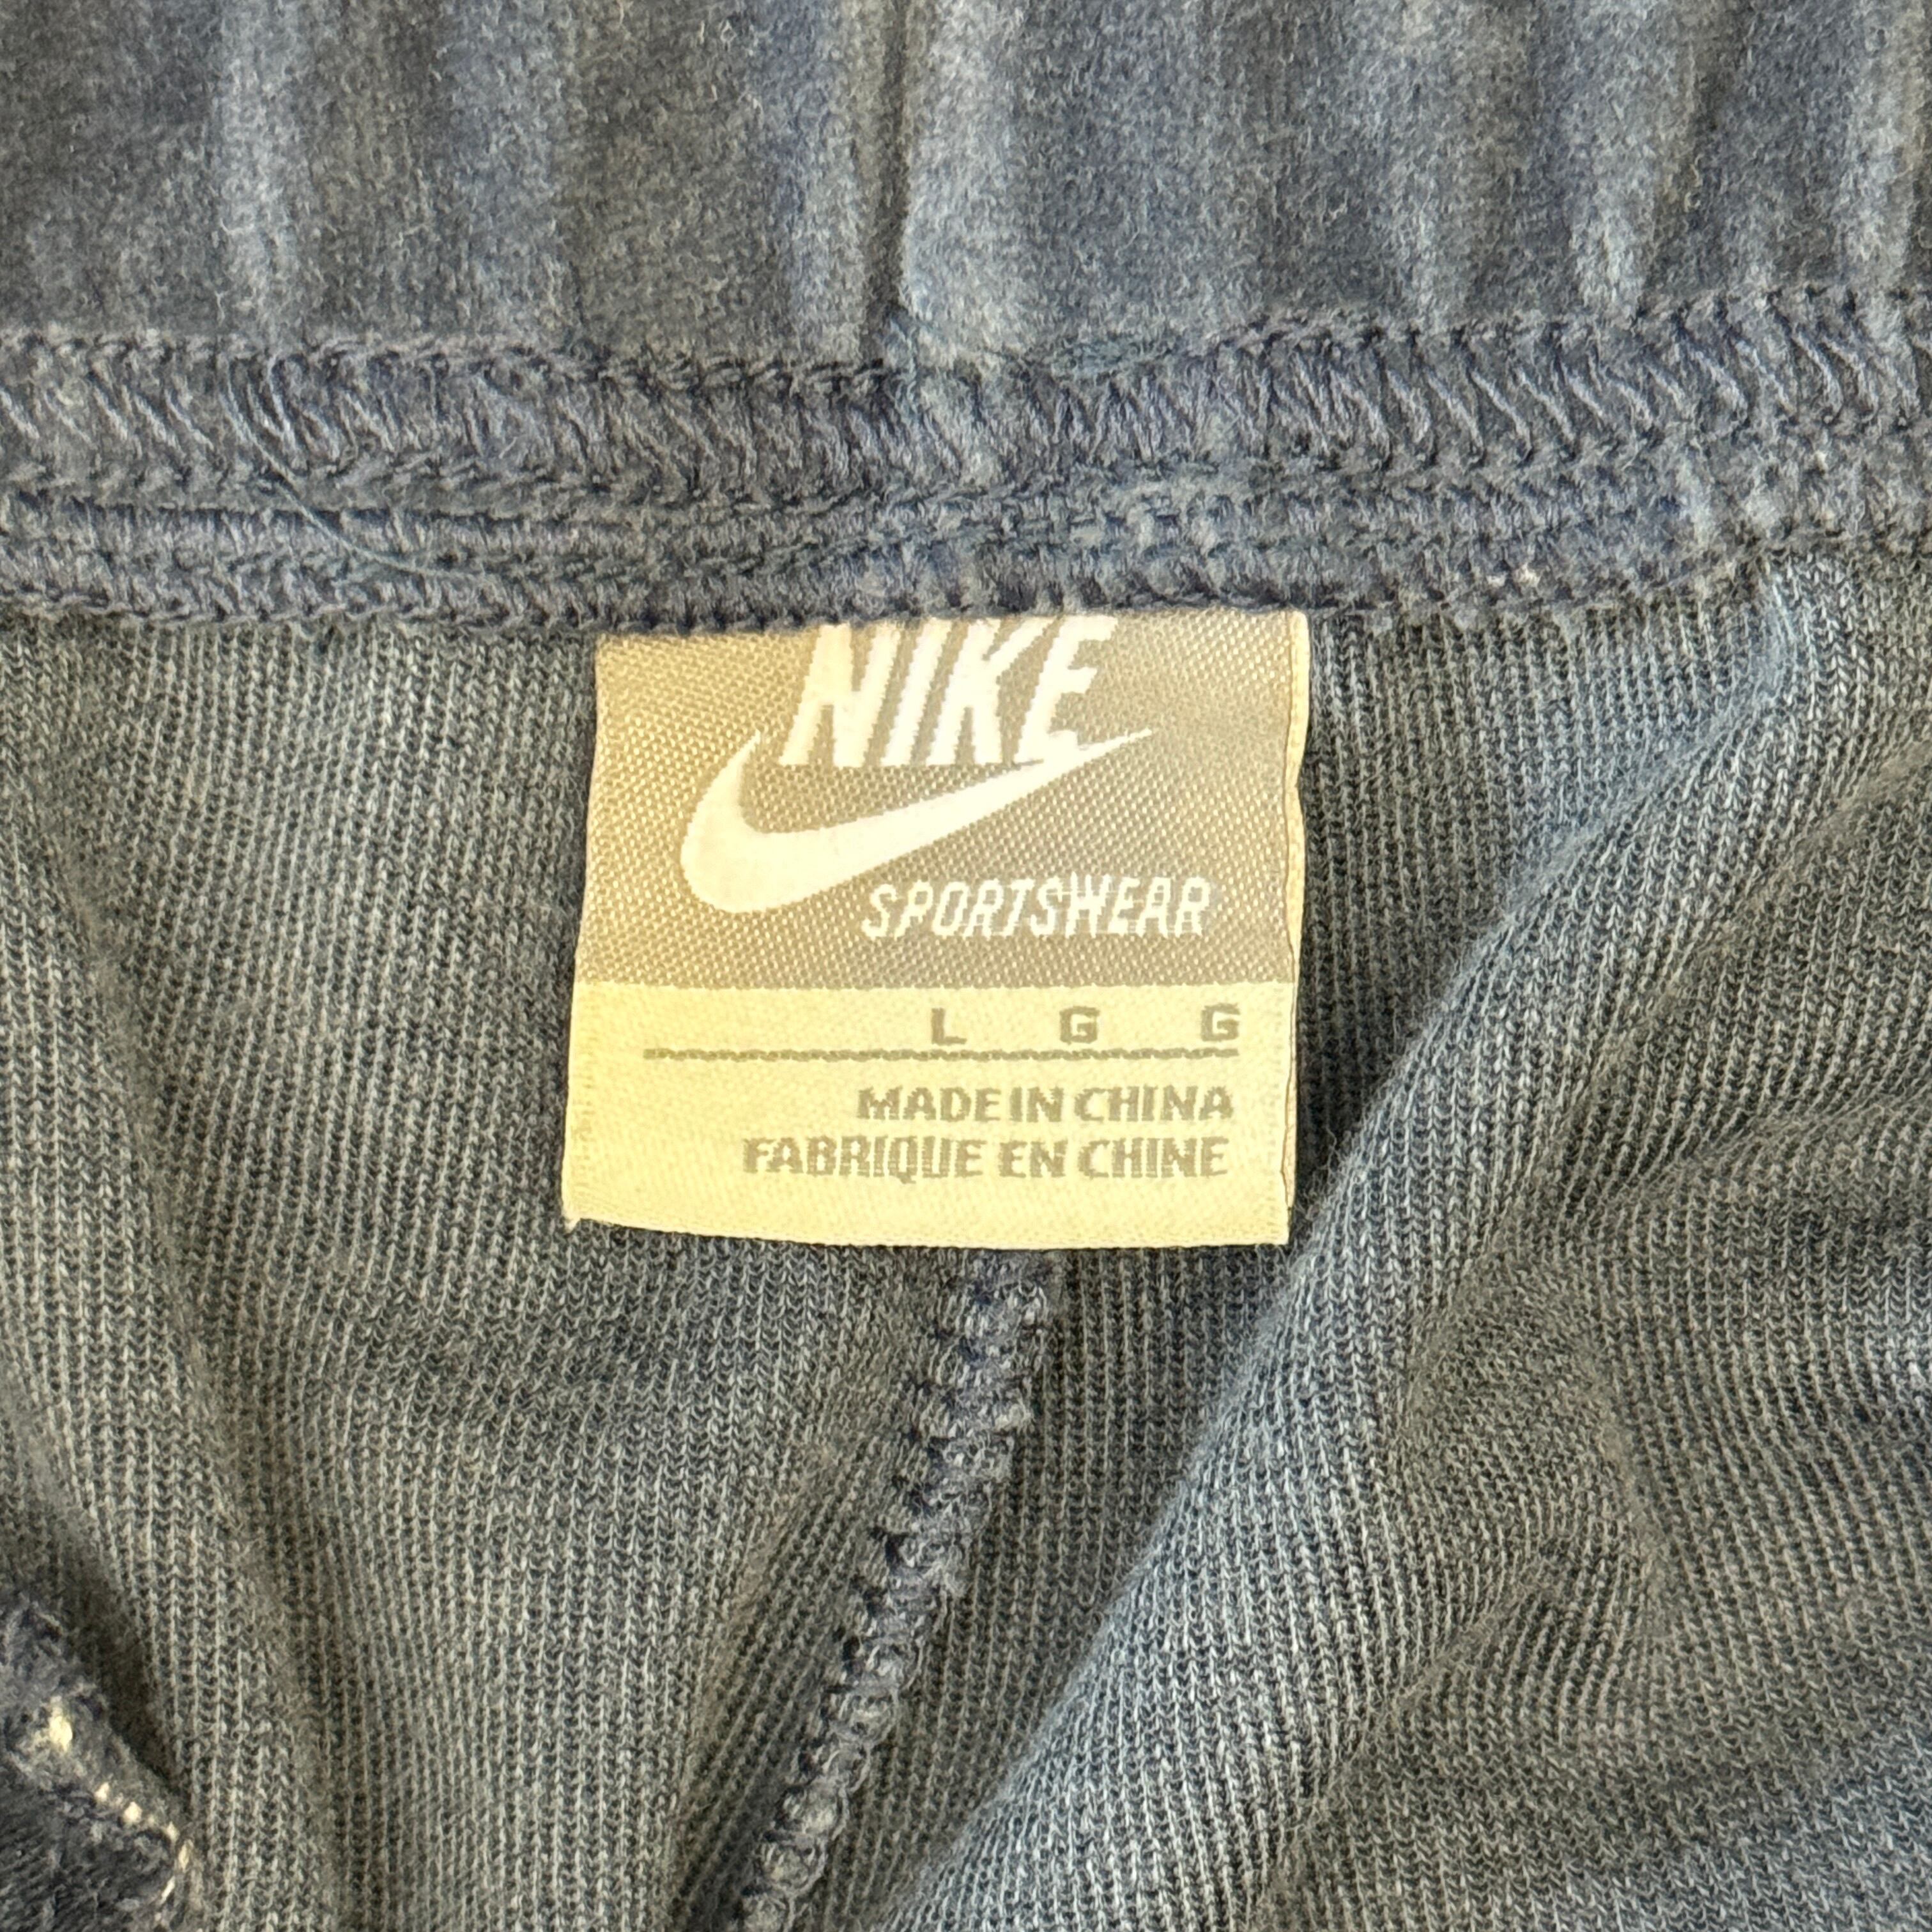 NIKE
SPORTSWEAR
L G G
MADE IN CHINA
FABRIQUE EN CHINE